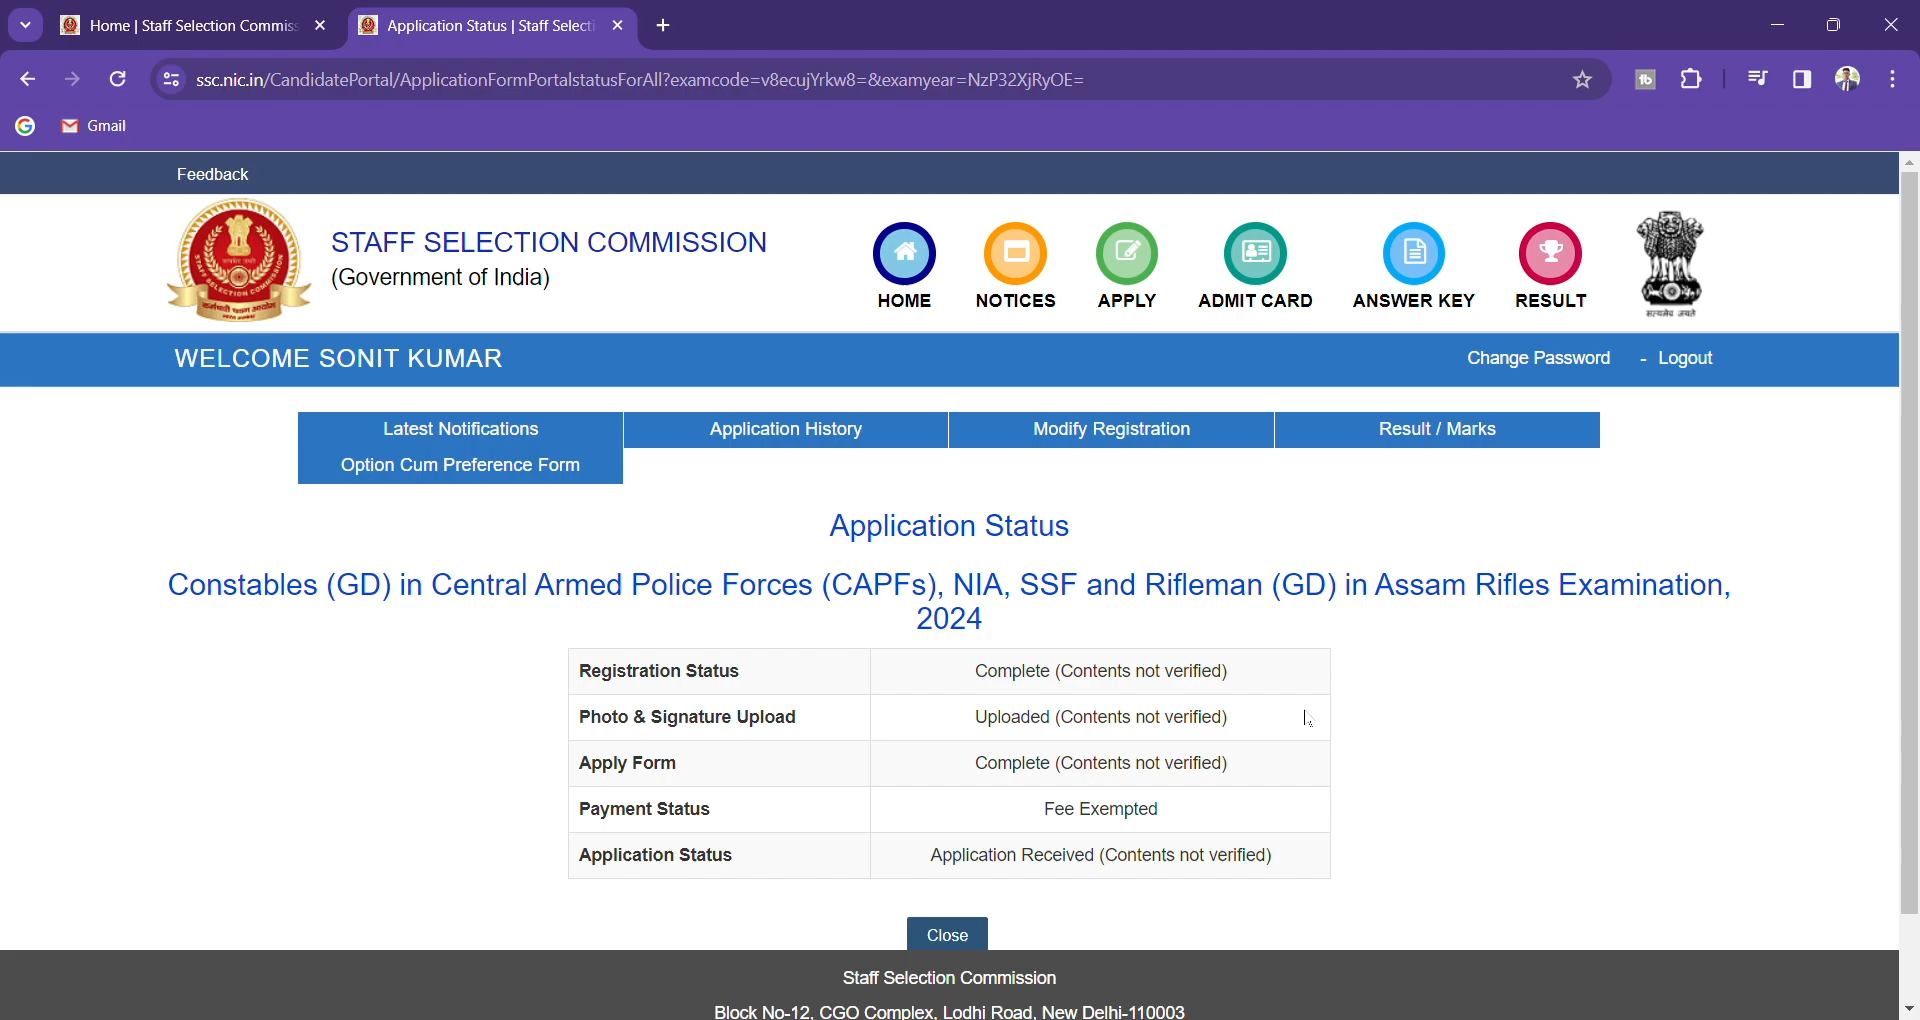 Home | Staff Selection Commiss
Application Status | Staff Selecti
ssc.nic.in/CandidatePortal/ApplicationFormPortalstatusForAll?examcode=v8ecujYrkw8=&examyear=NzP32XjRyOE=
Gmail
Feedback
STAFF SELECTION COMMISSION
(Government of India)
HOME
NOTICES
APPLY
ADMIT CARD
ANSWER KEY
RESULT
सत्यमेव जयते
WELCOME SONIT KUMAR
Change Password - Logout
Latest Notifications
Application History
Modify Registration
Result / Marks
Option Cum Preference Form
Application Status
Constables (GD) in Central Armed Police Forces (CAPFs), NIA, SSF and Rifleman (GD) in Assam Rifles Examination,
2024
Registration Status Complete (Contents not verified)
Photo & Signature Upload Uploaded (Contents not verified)
Apply Form Complete (Contents not verified)
Payment Status Fee Exempted
Application Status Application Received (Contents not verified)
Close
Staff Selection Commission
Block No-12, CGO Complex, Lodhi Road, New Delhi-110003